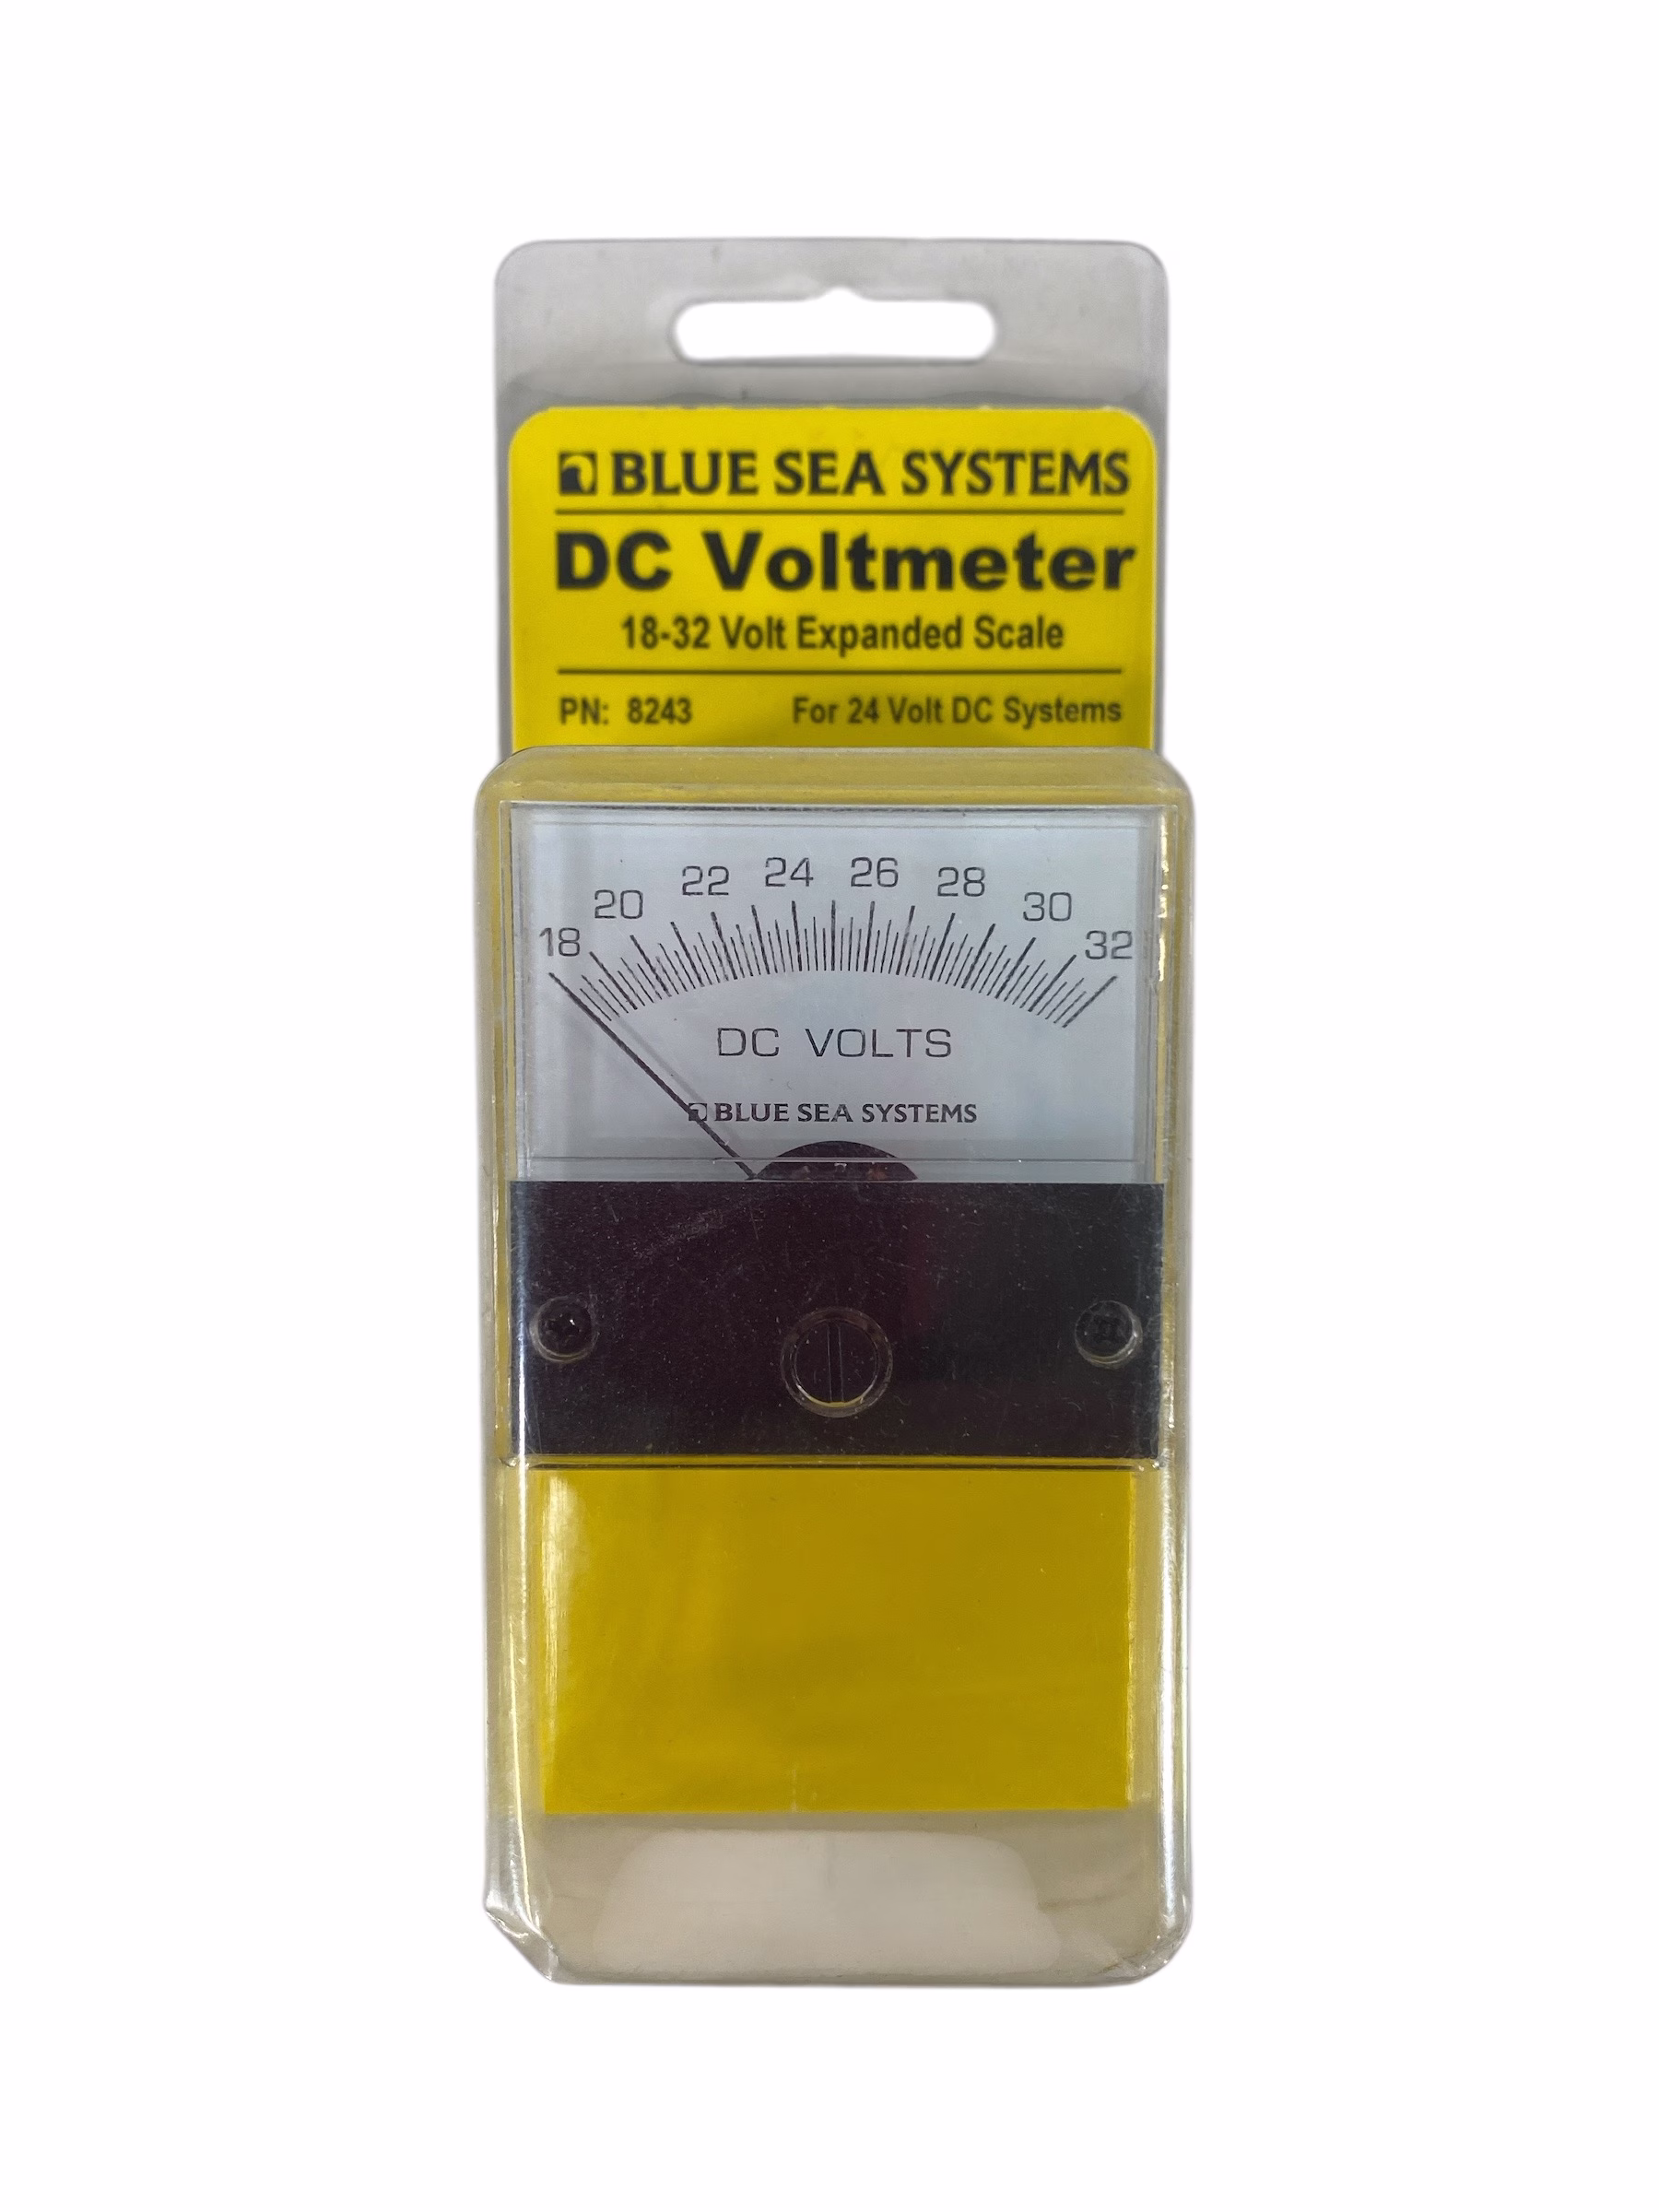 BLUE SEA SYSTEMS
DC Voltmeter
18-32 Volt Expanded Scale
PN: 8243 For 24 Volt DC Systems
18 20 22 24 26 28 30 32
DC VOLTS
BLUE SEA SYSTEMS